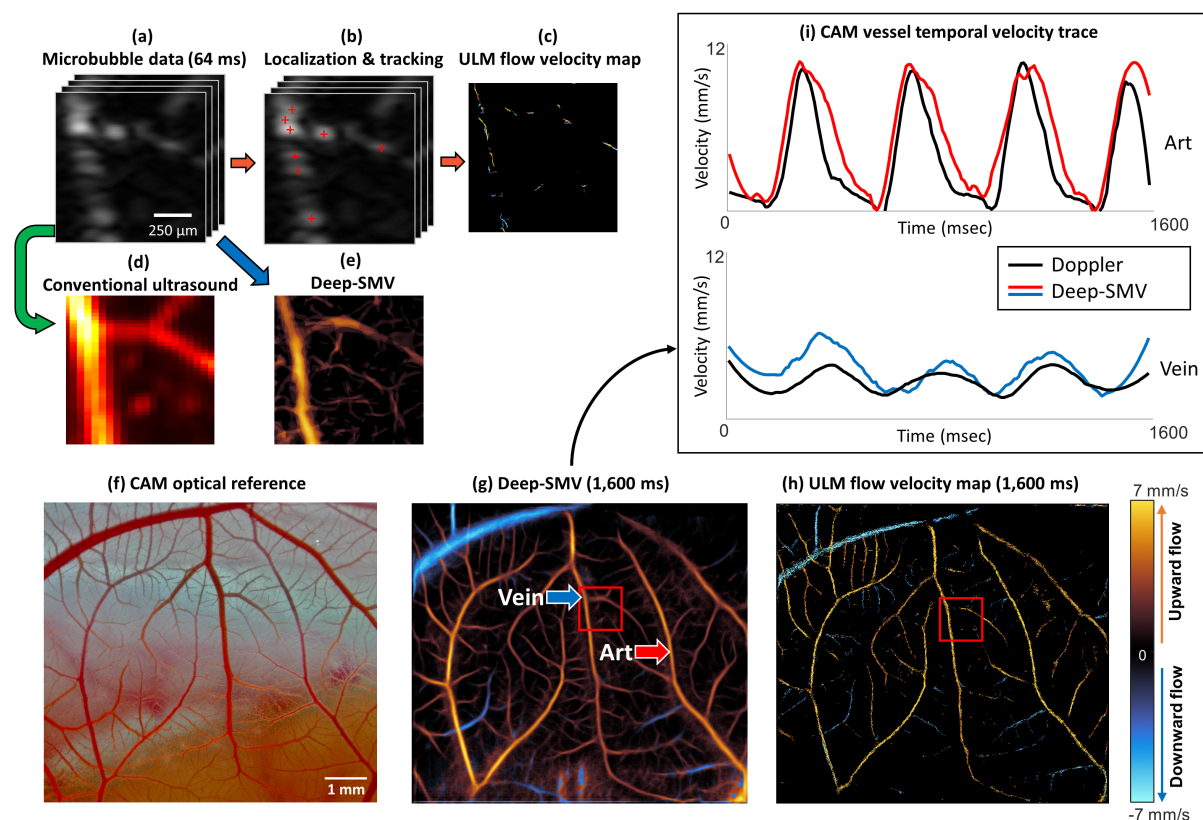 (a)
Microbubble data (64 ms)
(b)
Localization & tracking
(c)
ULM flow velocity map
250 µm
(d)
Conventional ultrasound
(e)
Deep-SMV
(i) CAM vessel temporal velocity trace
12
Velocity (mm/s)
Art
0
Time (msec)
1600
12
Doppler
Deep-SMV
Velocity (mm/s)
Vein
0
Time (msec)
1600
(f) CAM optical reference
1 mm
(g) Deep-SMV (1,600 ms)
Vein
Art
(h) ULM flow velocity map (1,600 ms)
7 mm/s
Upward flow
0
Downward flow
-7 mm/s